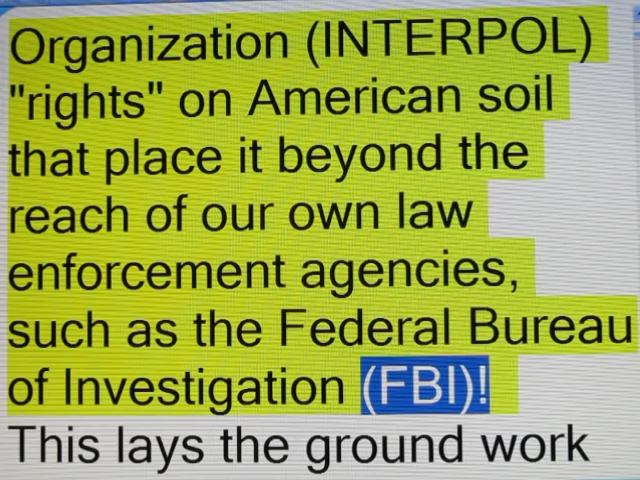 Organization (INTERPOL)
"rights" on American soil
that place it beyond the
reach of our own law
enforcement agencies,
such as the Federal Bureau
of Investigation (FBI)!
This lays the ground work